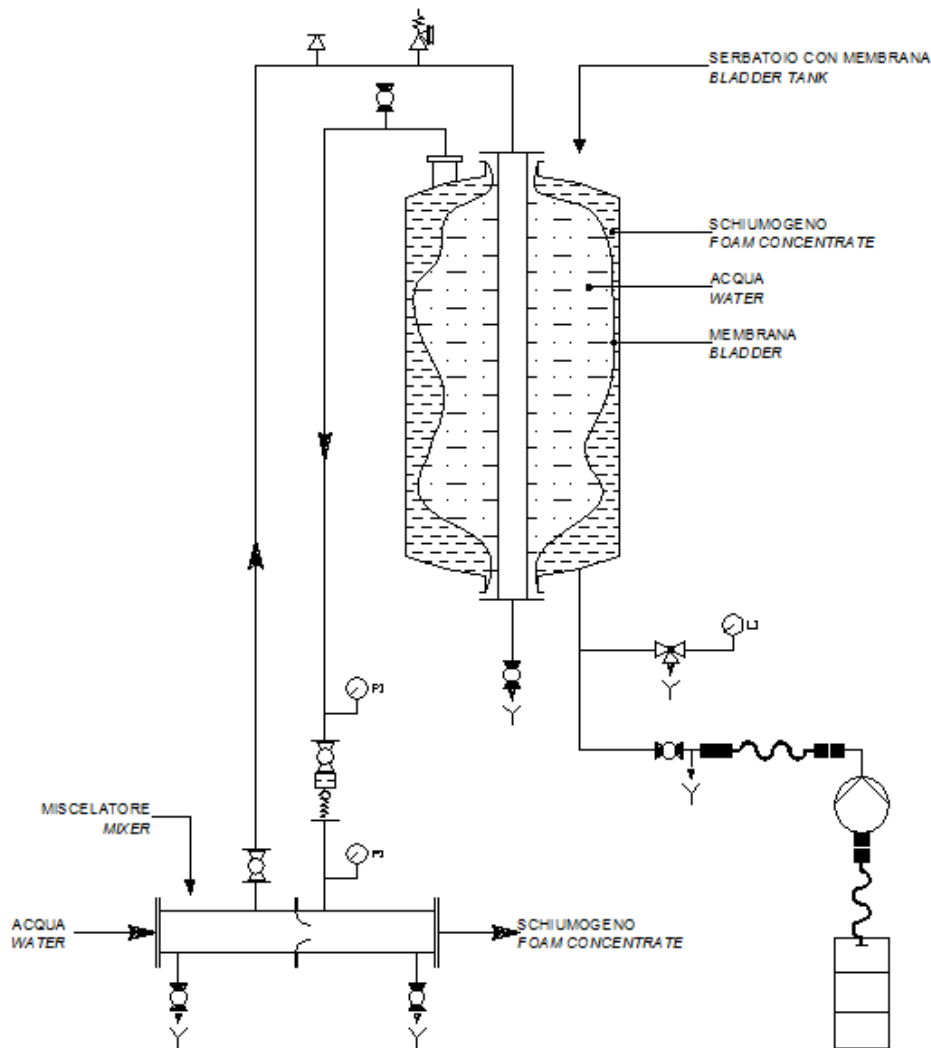 SERBATOIO CON MEMBRANA
BLADDER TANK
SCHIUMOGENO
FOAM CONCENTRATE
ACQUA
WATER
MEMBRANA
BLADDER
PI
MISCELATORE
MIXER
ACQUA
WATER
SCHIUMOGENO
FOAM CONCENTRATE